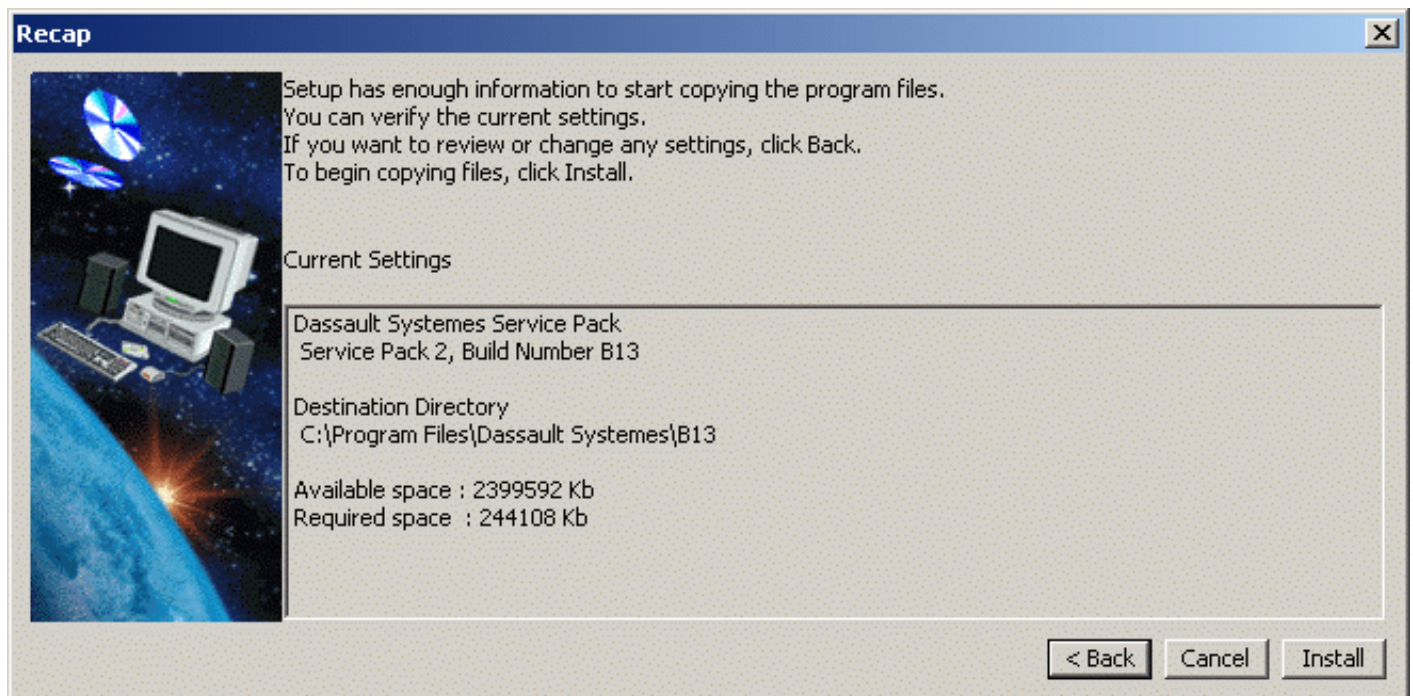 Recap
Setup has enough information to start copying the program files.
You can verify the current settings.
If you want to review or change any settings, click Back.
To begin copying files, click Install.
Current Settings
Dassault Systemes Service Pack
Service Pack 2, Build Number B13
Destination Directory
C:\Program Files\Dassault Systemes\B13
Available space : 2399592 Kb
Required space : 244108 Kb
< Back Cancel Install